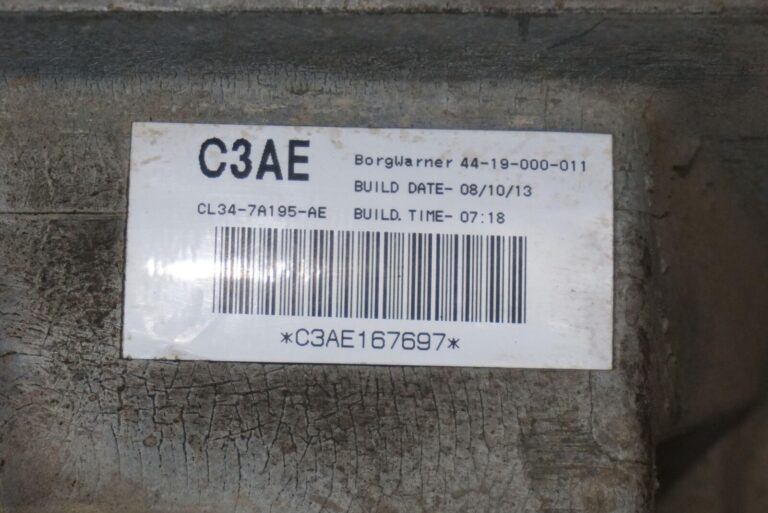 C3AE
BorgWarner 44-19-000-011
BUILD DATE- 08/10/13
CL34-7A195-AE BUILD. TIME- 07:18
*C3AE167697*